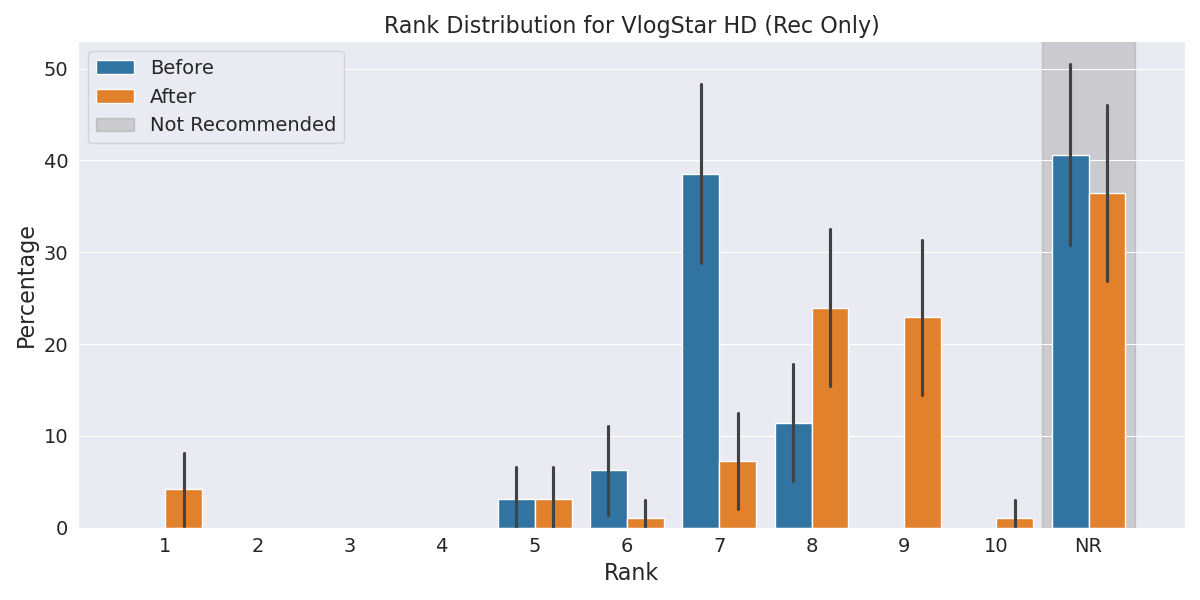 Rank Distribution for VlogStar HD (Rec Only)
Before
After
Not Recommended
Percentage
50
40
30
20
10
0
1 2 3 4 5 6 7 8 9 10 NR
Rank